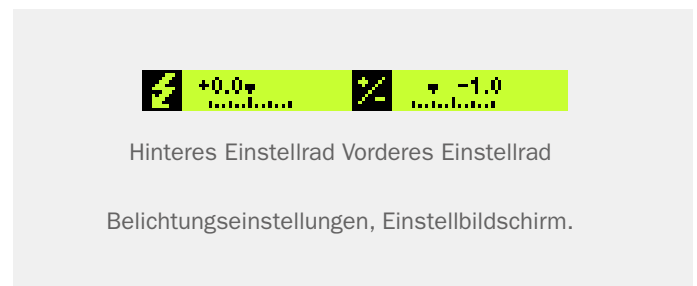 +0.0 -1.0
Hinteres Einstellrad Vorderes Einstellrad
Belichtungseinstellungen, Einstellbildschirm.